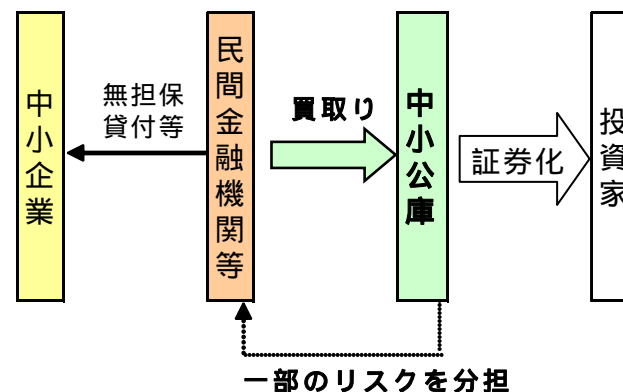 中小企業
無担保
貸付等
民間金融機関等
買取り
中小公庫
証券化
投資家
一部のリスクを分担